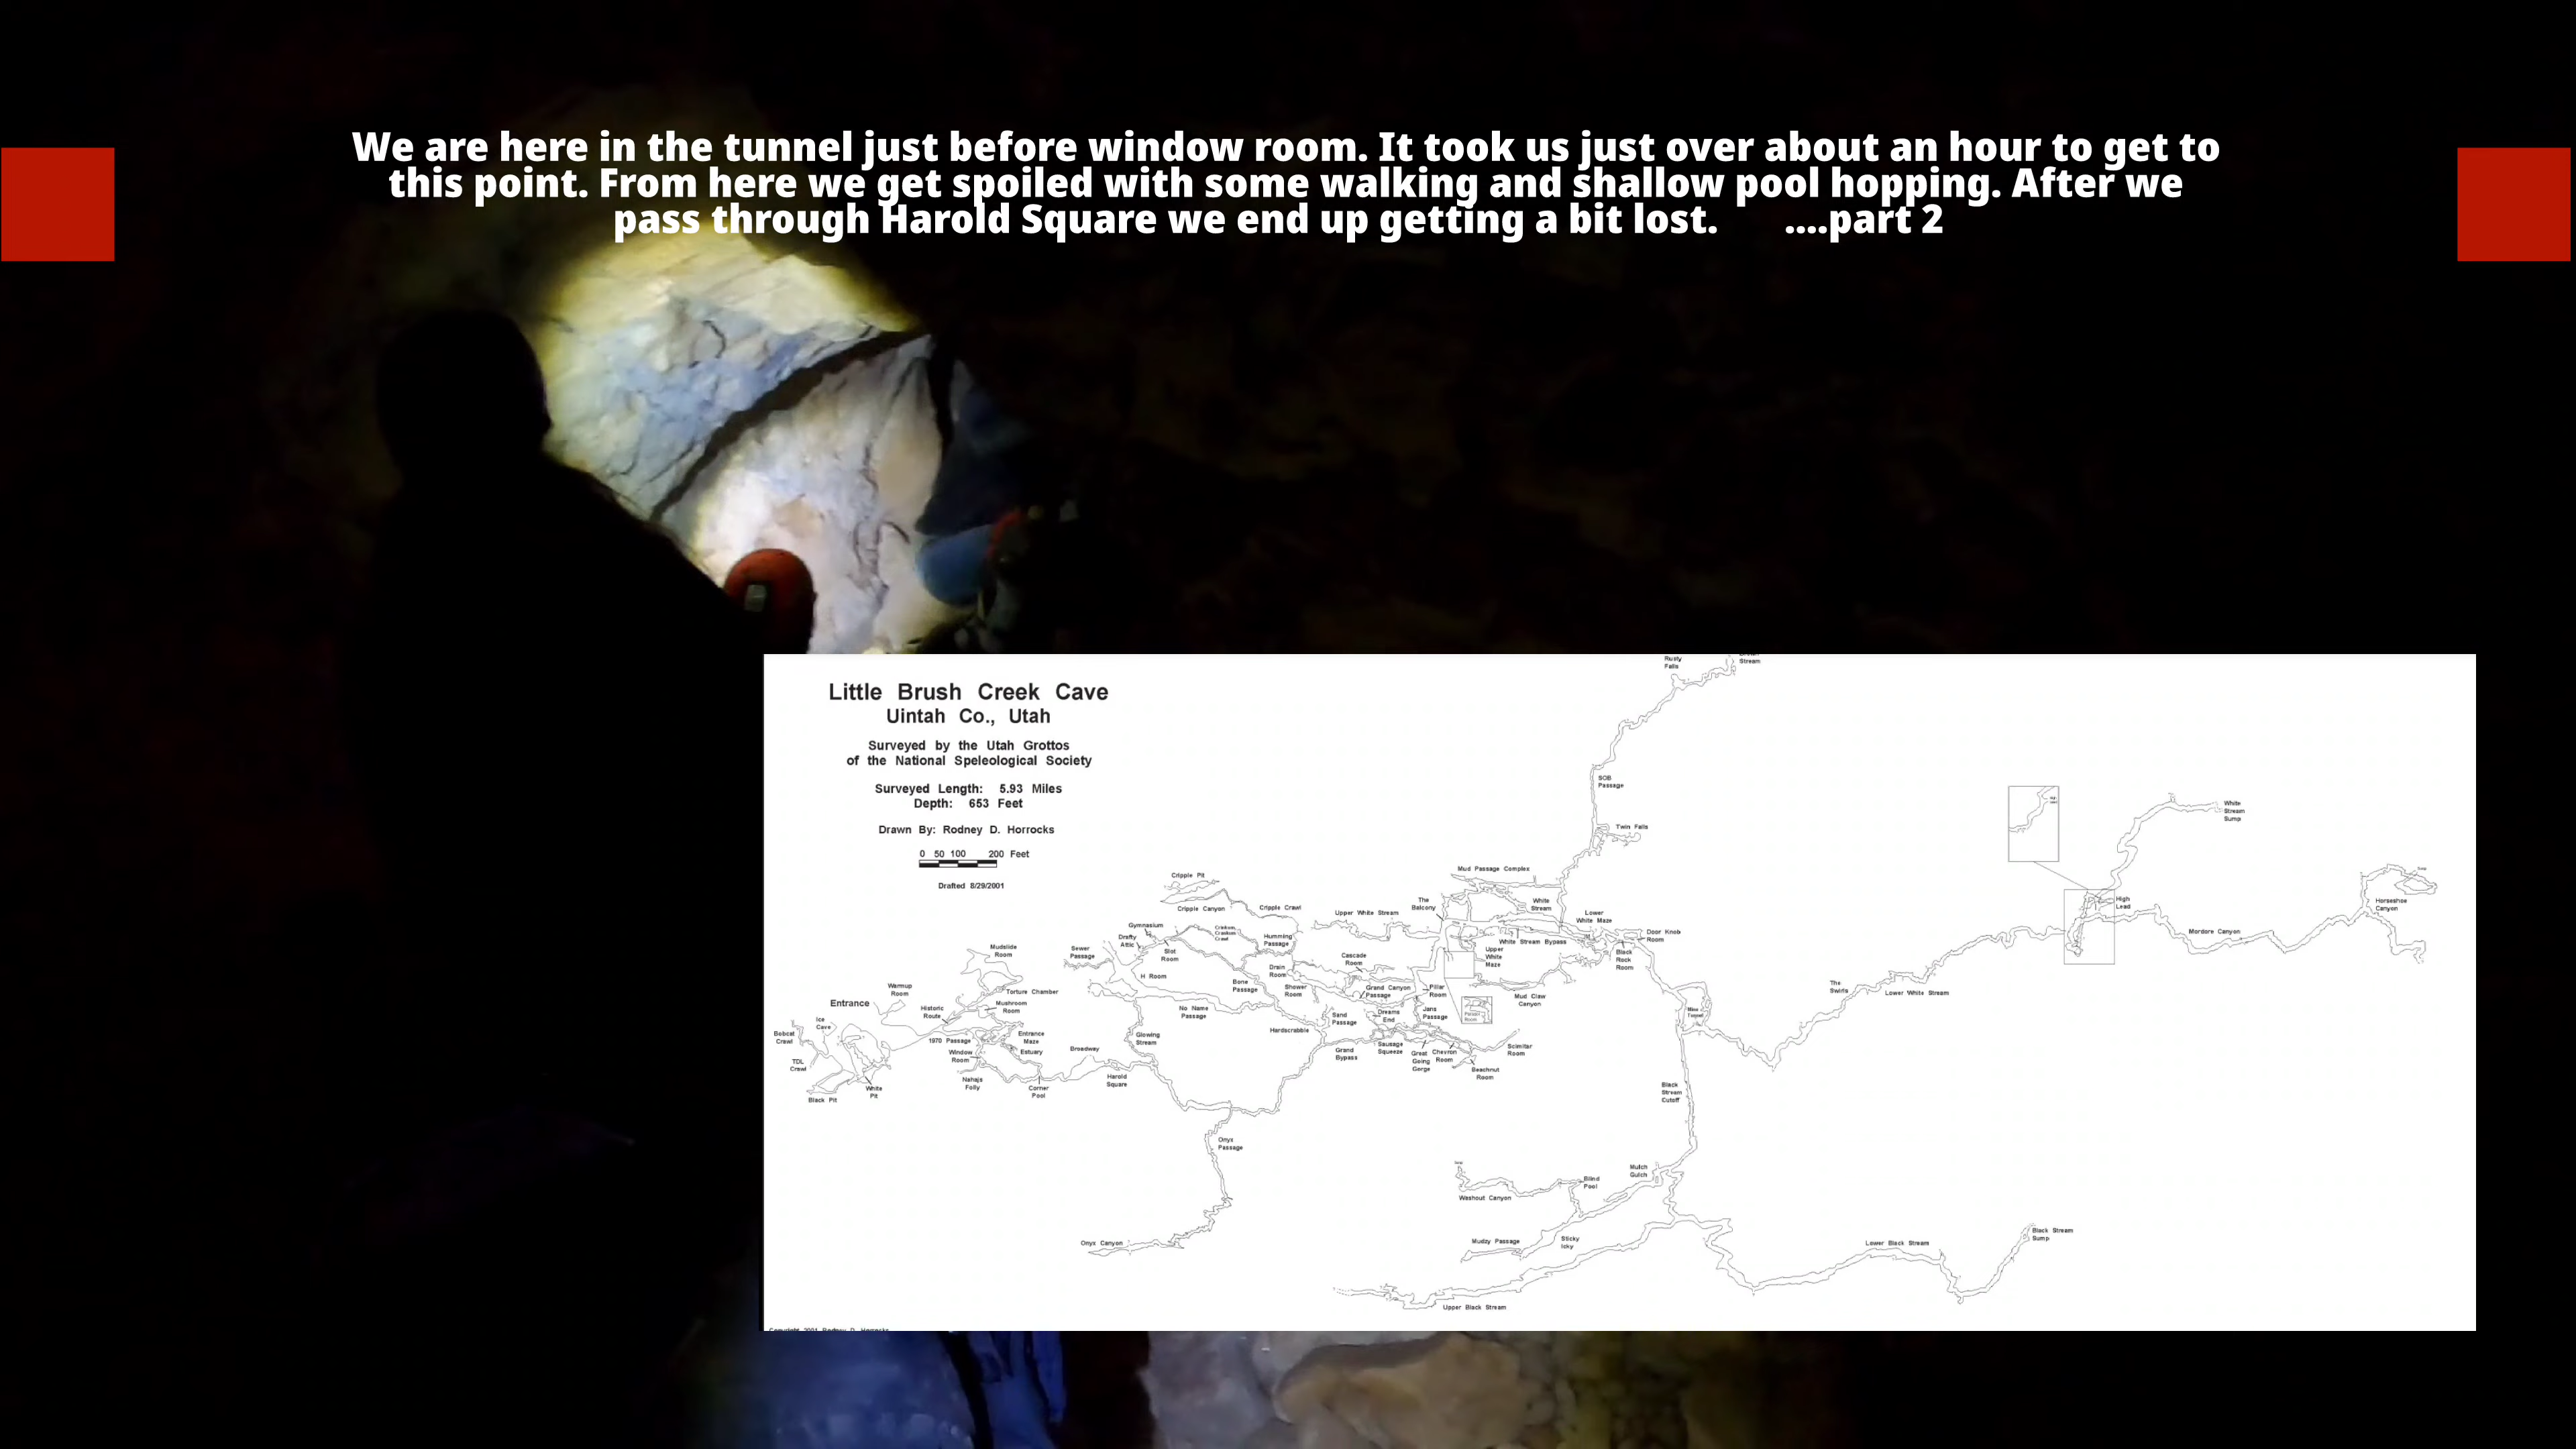 We are here in the tunnel just before window room. It took us just over about an hour to get to
this point. From here we get spoiled with some walking and shallow pool hopping. After we
pass through Harold Square we end up getting a bit lost. ....part 2
Little Brush Creek Cave
Uintah Co., Utah
Surveyed by the Utah Grottos
of the National Speleological Society
Surveyed Length: 5.93 Miles
Depth: 653 Feet
Drawn By: Rodney D. Horrocks
0 50 100 200 Feet
Drafted 8/29/2001
Rusty
Falls
Stream
SOB
Passage
Twin Falls
White
Stream
Sump
High
Lead
Horseshoe
Canyon
Mordore Canyon
The
Swirls
Lower White Stream
Mud Passage Complex
Cripple Pit
Cripple Canyon
Cripple Crawl
Upper White Stream
The
Balcony
White
Stream
Lower
White Maze
White Stream Bypass
Door Knob
Room
Black
Rock
Room
Upper
White
Maze
Mud Claw
Canyon
Gymnasium
Drafty
Attic
Slot
Room
Humming
Passage
Sewer
Passage
Mudslide
Room
H Room
Bone
Passage
Drain
Room
Shower
Room
Cascade
Room
Grand Canyon
Passage
Pillar
Room
Torture Chamber
Mushroom
Room
Warmup
Room
Entrance
Historic
Route
Ice
Cave
Bobcat
Crawl
TDL
Crawl
Black Pit
White
Pit
1970 Passage
Window
Room
Entrance
Maze
Estuary
Nahajs
Folly
Corner
Pool
Broadway
Harold
Square
Glowing
Stream
No Name
Passage
Hardscrabble
Sand
Passage
Dreams
End
Jans
Passage
Grand
Bypass
Sausage
Squeeze
Great
Going
Gorge
Chevron
Room
Beachnut
Room
Scimitar
Room
Onyx
Passage
Onyx Canyon
Black
Stream
Cutoff
Mulch
Gulch
Blind
Pool
Washout Canyon
Mudzy Passage
Sticky
Icky
Upper Black Stream
Lower Black Stream
Black Stream
Sump
Copyright 2001 Rodney D. Horrocks